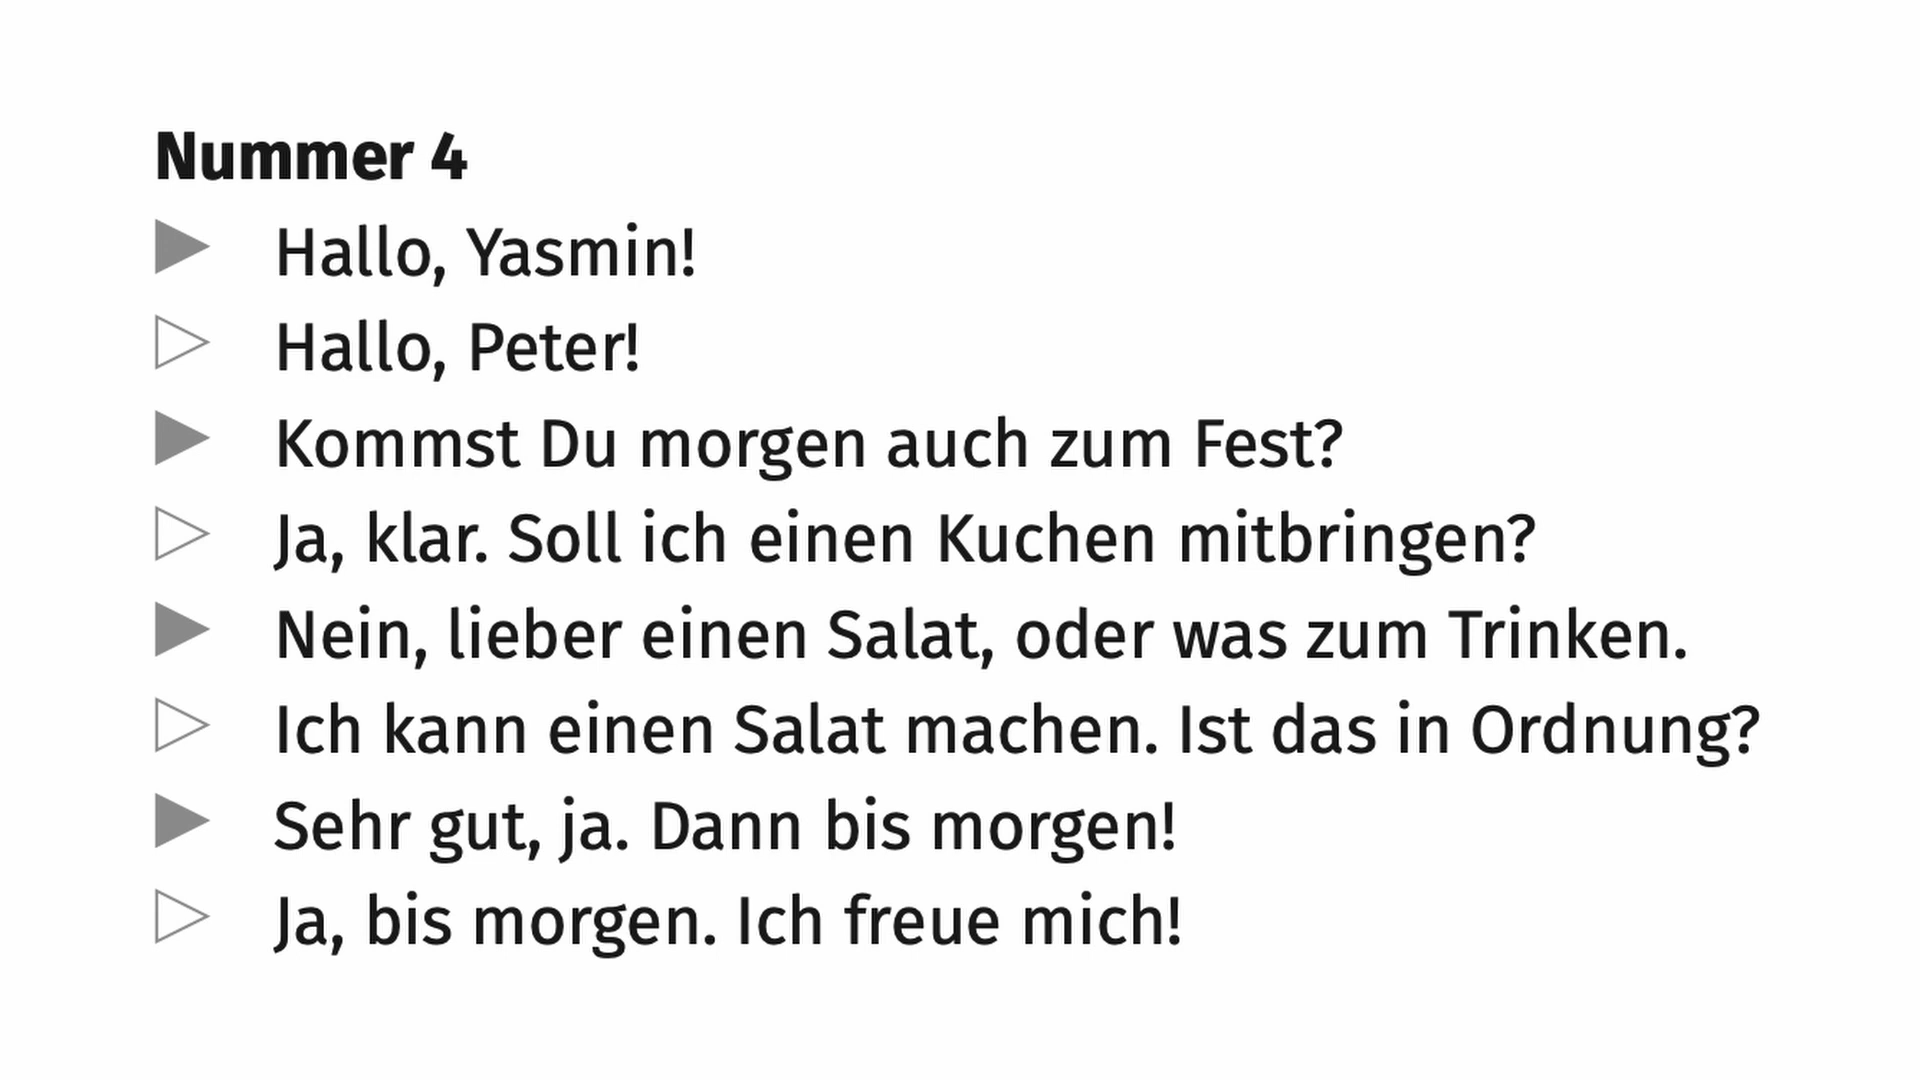 Nummer 4
▶ Hallo, Yasmin!
▷ Hallo, Peter!
▶ Kommst Du morgen auch zum Fest?
▷ Ja, klar. Soll ich einen Kuchen mitbringen?
▶ Nein, lieber einen Salat, oder was zum Trinken.
▷ Ich kann einen Salat machen. Ist das in Ordnung?
▶ Sehr gut, ja. Dann bis morgen!
▷ Ja, bis morgen. Ich freue mich!